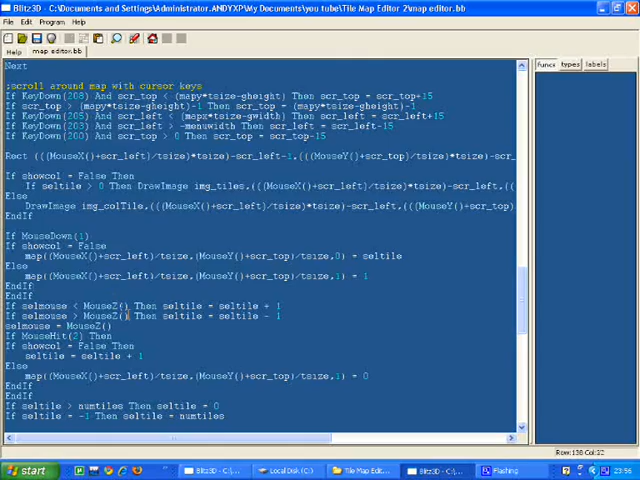 Blitz3D - C:\Documents and Settings\Administrator.ANDYXP\My Documents\you tube\Tile Map Editor 2\map editor.bb
File Edit Program Help
Help map editor.bb
funcs types labels
Next
;scroll around map with cursor keys
If KeyDown(208) And scr_top < (mapy*tsize-gheight) Then scr_top = scr_top+15
If scr_top > (mapy*tsize-gheight)-1 Then scr_top = (mapy*tsize-gheight)-1
If KeyDown(205) And scr_left < (mapx*tsize-gwidth) Then scr_left = scr_left+15
If KeyDown(203) And scr_left > -menuwidth Then scr_left = scr_left-15
If KeyDown(200) And scr_top > 0 Then scr_top = scr_top-15
Rect (((MouseX()+scr_left)/tsize)*tsize)-scr_left-1,(((MouseY()+scr_top)/tsize)*tsize)-scr_
If showcol = False Then
If seltile > 0 Then DrawImage img_tiles,(((MouseX()+scr_left)/tsize)*tsize)-scr_left,((
Else
DrawImage img_colTile,(((MouseX()+scr_left)/tsize)*tsize)-scr_left,(((MouseY()+scr_top)
EndIf
If MouseDown(1)
If showcol = False
map((MouseX()+scr_left)/tsize,(MouseY()+scr_top)/tsize,0) = seltile
Else
map((MouseX()+scr_left)/tsize,(MouseY()+scr_top)/tsize,1) = 1
EndIf
EndIf
If selmouse < MouseZ() Then seltile = seltile + 1
If selmouse > MouseZ() Then seltile = seltile - 1
selmouse = MouseZ()
If MouseHit(2) Then
If showcol = False Then
seltile = seltile + 1
Else
map((MouseX()+scr_left)/tsize,(MouseY()+scr_top)/tsize,1) = 0
EndIf
EndIf
If seltile > numtiles Then seltile = 0
If seltile = -1 Then seltile = numtiles
Row:138 Col:32
start Blitz3D - C:\... Local Disk (C:) Tile Map Edit... Blitz3D - C:\... Flashing 23:56